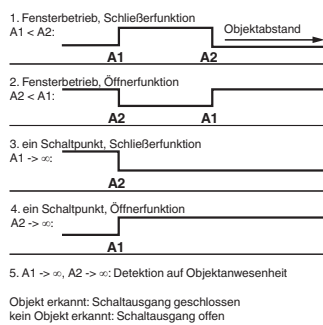 1. Fensterbetrieb, Schließerfunktion
A1 < A2:
Objektabstand
A1 A2
2. Fensterbetrieb, Öffnerfunktion
A2 < A1:
A2 A1
3. ein Schaltpunkt, Schließerfunktion
A1 -> ∞:
A2
4. ein Schaltpunkt, Öffnerfunktion
A2 -> ∞:
A1
5. A1 -> ∞, A2 -> ∞: Detektion auf Objektanwesenheit
Objekt erkannt: Schaltausgang geschlossen
kein Objekt erkannt: Schaltausgang offen